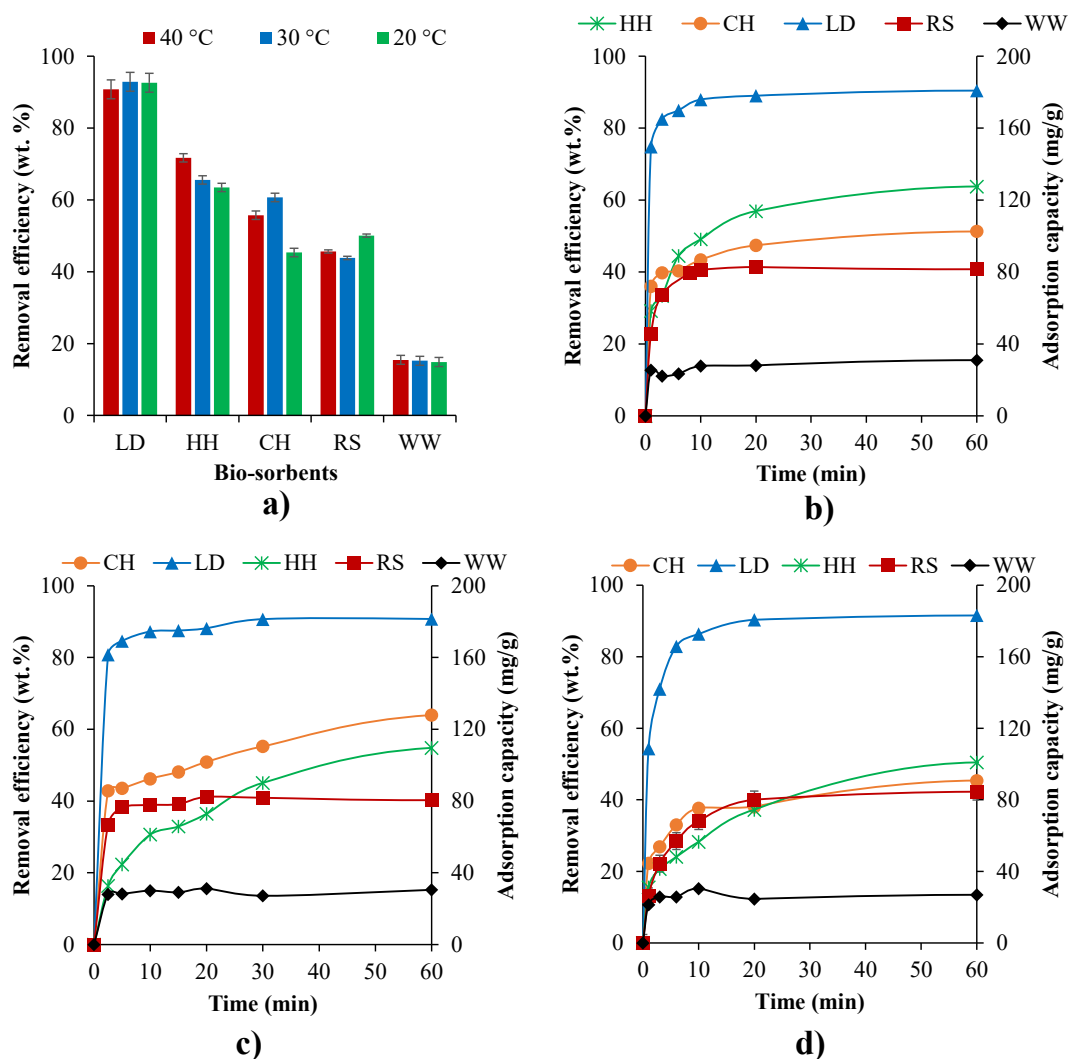 40 °C 30 °C 20 °C
Removal efficiency (wt. %)
100
80
60
40
20
0
LD HH CH RS WW
Bio-sorbents
a)
HH CH LD RS WW
Removal efficiency (wt.%)
100
80
60
40
20
0
200
160
120
80
40
0
Adsorption capacity (mg/g)
0 10 20 30 40 50 60
Time (min)
b)
CH LD HH RS WW
Removal efficiency (wt.%)
100
80
60
40
20
0
200
160
120
80
40
0
Adsorption capacity (mg/g)
0 10 20 30 40 50 60
Time (min)
c)
CH LD HH RS WW
Removal efficiency (wt.%)
100
80
60
40
20
0
200
160
120
80
40
0
Adsorption capacity (mg/g)
0 10 20 30 40 50 60
Time (min)
d)